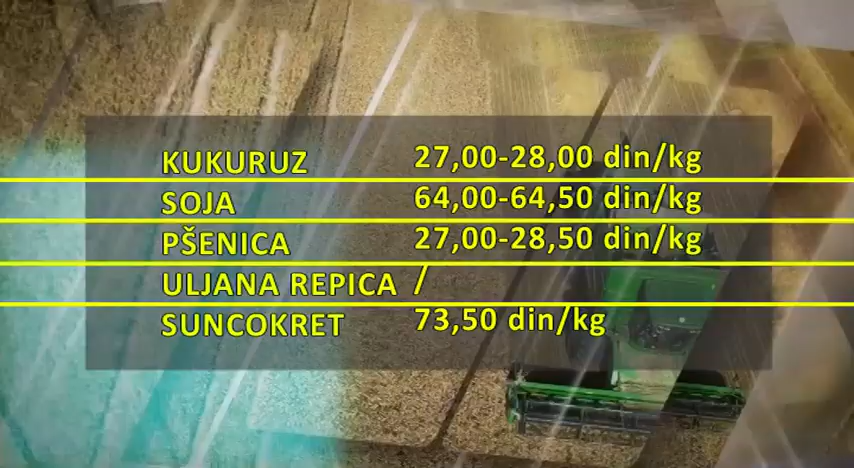 KUKURUZ 27,00-28,00 din/kg
SOJA 64,00-64,50 din/kg
PŠENICA 27,00-28,50 din/kg
ULJANA REPICA /
SUNCOKRET 73,50 din/kg